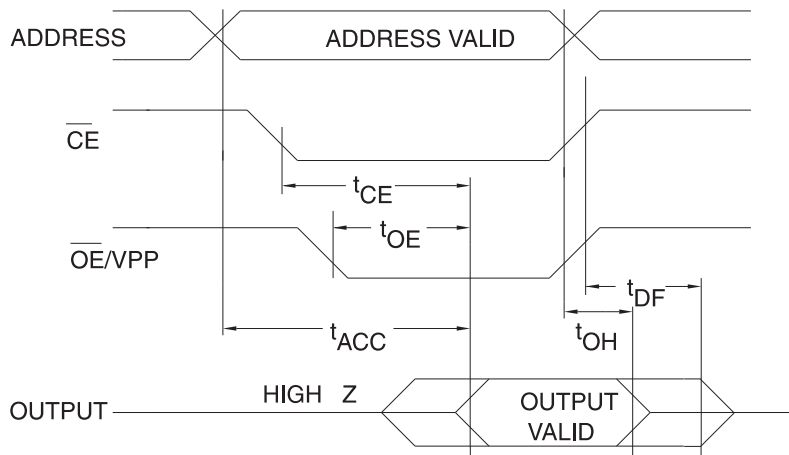 ADDRESS
ADDRESS VALID
CE
tCE
tOE
OE/VPP
tDF
tACC
tOH
HIGH Z
OUTPUT
OUTPUT
VALID